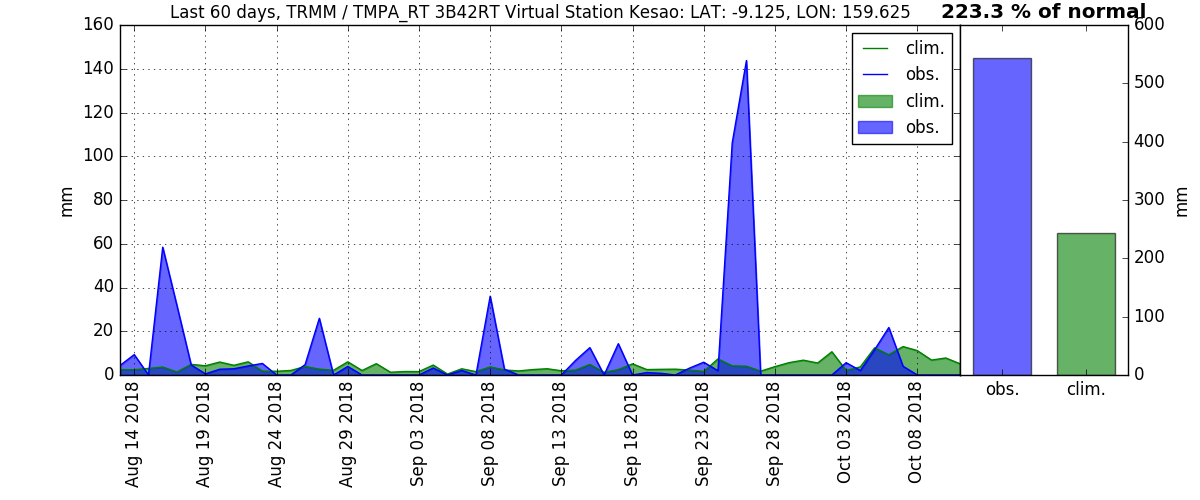 Last 60 days, TRMM / TMPA_RT 3B42RT Virtual Station Kesao: LAT: -9.125, LON: 159.625
223.3 % of normal
160
140
120
100
80
60
40
20
0
mm
clim.
obs.
clim.
obs.
Aug 14 2018
Aug 19 2018
Aug 24 2018
Aug 29 2018
Sep 03 2018
Sep 08 2018
Sep 13 2018
Sep 18 2018
Sep 23 2018
Sep 28 2018
Oct 03 2018
Oct 08 2018
600
500
400
300
200
100
0
mm
obs.
clim.